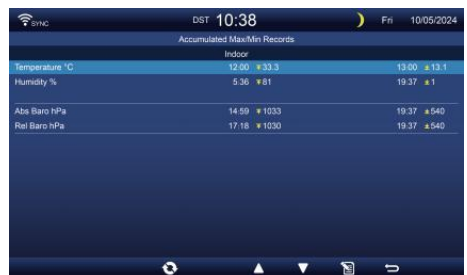 SYNC DST 10:38 Fri 10/05/2024
Accumulated Max/Min Records
Indoor
Temperature °C 12:00 33.3 13:00 13.1
Humidity % 5:36 81 19:37 1
Abs Baro hPa 14:59 1033 19:37 540
Rel Baro hPa 17:18 1030 19:37 540